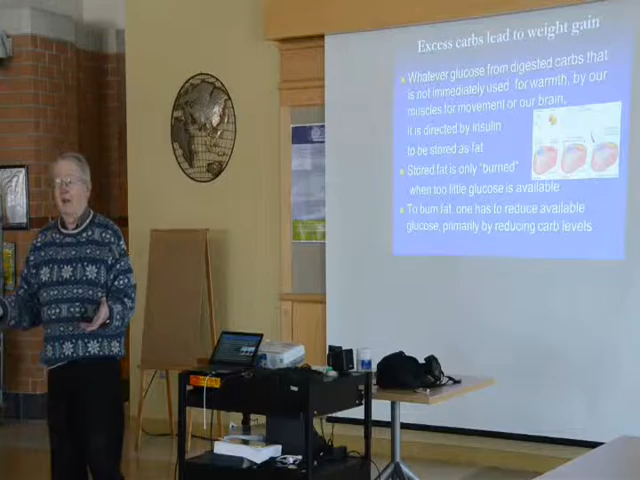 Excess carbs lead to weight gain
Whatever glucose from digested carbs that
is not immediately used, for warmth, by our
muscles for movement or our brain,
it is directed by insulin
to be stored as fat
Stored fat is only "burned"
when too little glucose is available
To burn fat, one has to reduce available
glucose, primarily by reducing carb levels